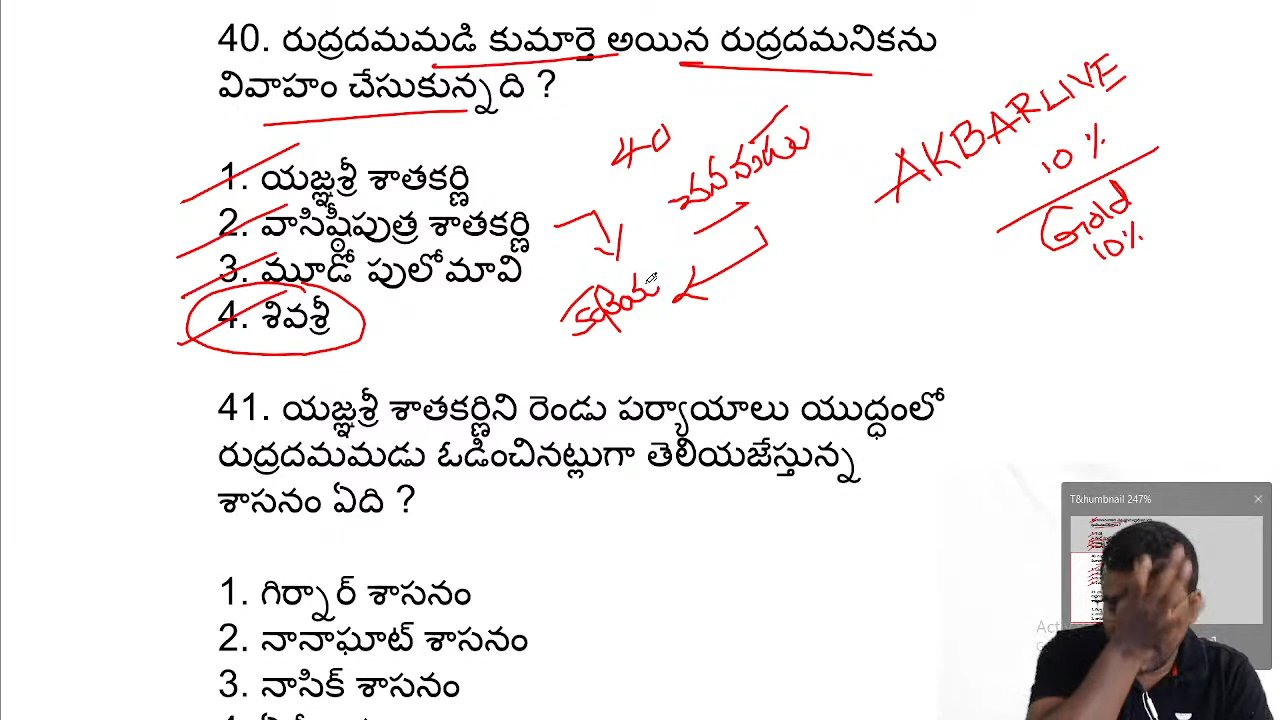 40. రుద్రదమమడి కుమార్తె అయిన రుద్రదమనికను
వివాహం చేసుకున్నది ?
AKBARLIVE
10 %
Gold
10%
40
1. యజ్ఞశ్రీ శాతకర్ణి
2. వాసిష్ఠీపుత్ర శాతకర్ణి
3. మూడో పులోమావి
4. శివశ్రీ
41. యజ్ఞశ్రీ శాతకర్ణిని రెండు పర్యాయాలు యుద్ధంలో
రుద్రదమమడు ఓడించినట్లుగా తెలియజేస్తున్న
శాసనం ఏది ?
T&humbnail 247%
1. గిర్నార్ శాసనం
2. నానాఘాట్ శాసనం
3. నాసిక్ శాసనం